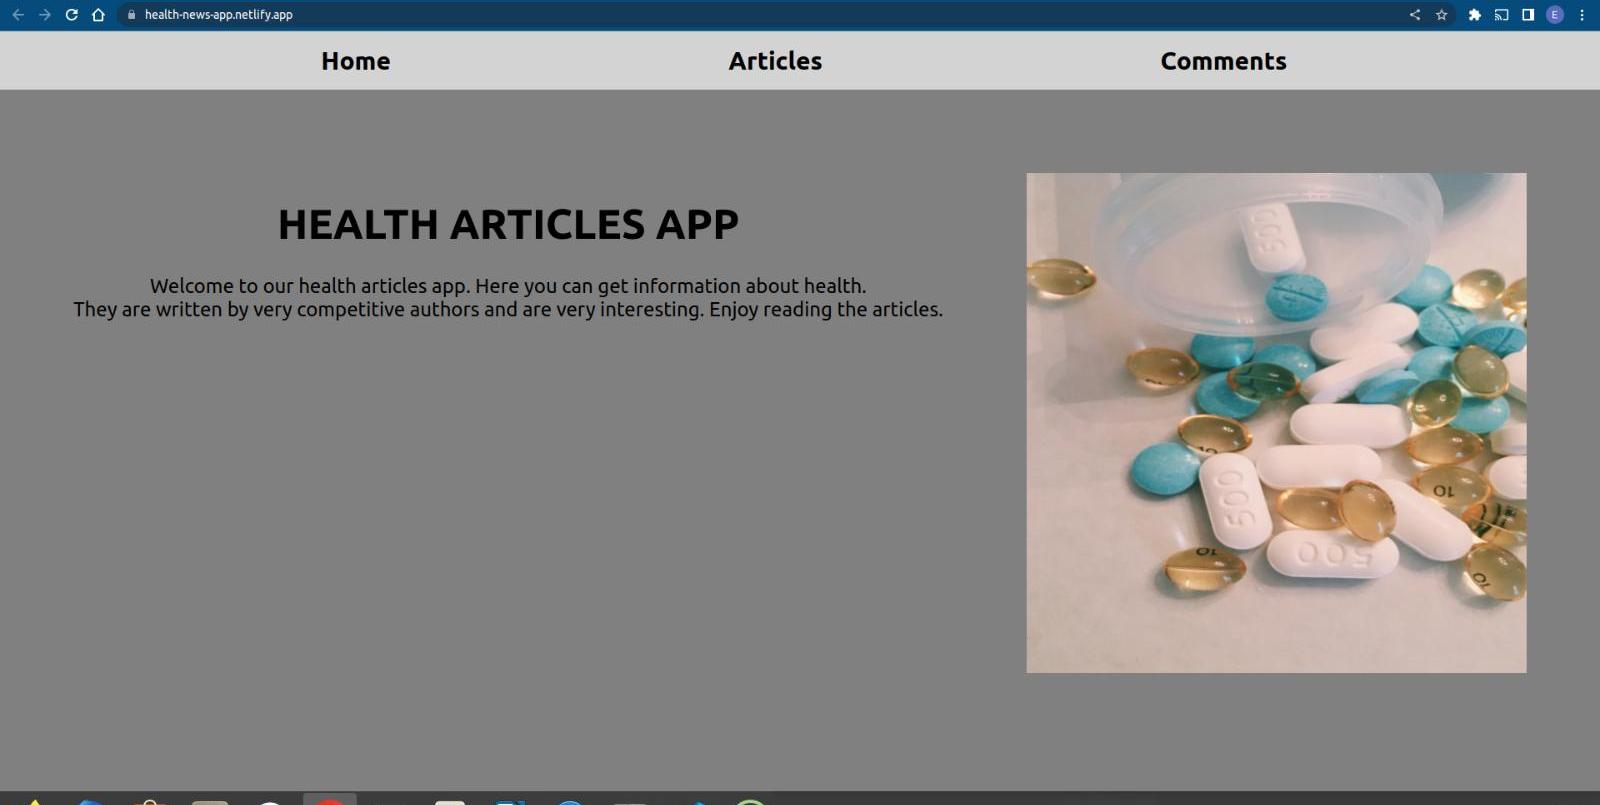 health-news-app.netlify.app
E
Home Articles Comments
HEALTH ARTICLES APP
Welcome to our health articles app. Here you can get information about health.
They are written by very competitive authors and are very interesting. Enjoy reading the articles.
500
10
500
500
10
10